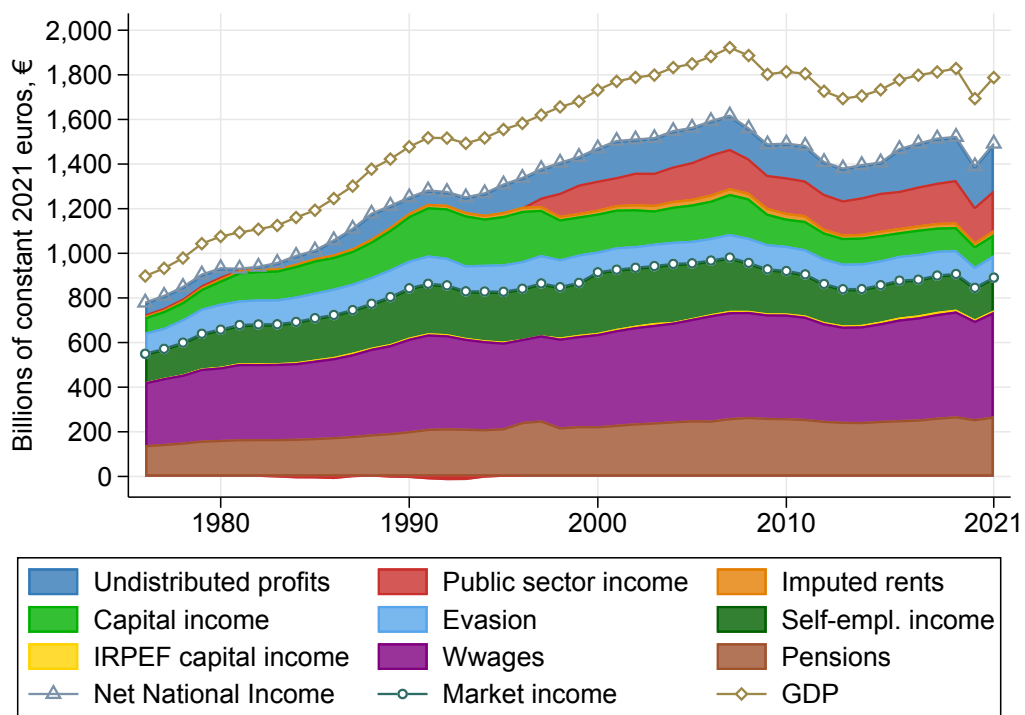 Billions of constant 2021 euros, €
2,000
1,800
1,600
1,400
1,200
1,000
800
600
400
200
0
1980 1990 2000 2010 2021
Undistributed profits Public sector income Imputed rents
Capital income Evasion Self-empl. income
IRPEF capital income Wwages Pensions
Net National Income Market income GDP